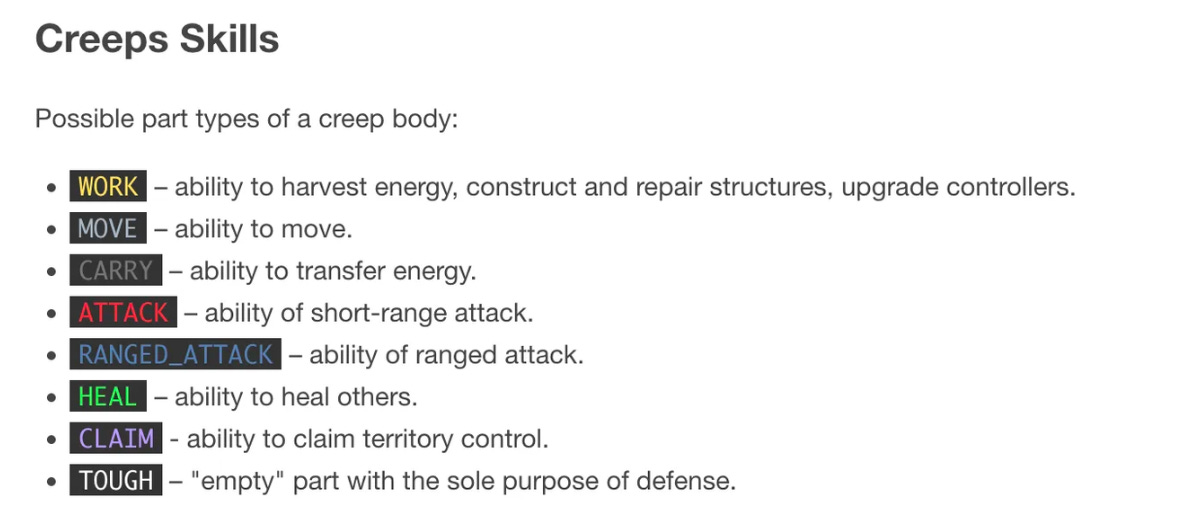 Creeps Skills
Possible part types of a creep body:
• WORK – ability to harvest energy, construct and repair structures, upgrade controllers.
• MOVE – ability to move.
• CARRY – ability to transfer energy.
• ATTACK – ability of short-range attack.
• RANGED_ATTACK – ability of ranged attack.
• HEAL – ability to heal others.
• CLAIM - ability to claim territory control.
• TOUGH – "empty" part with the sole purpose of defense.